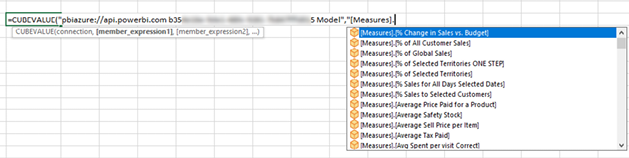 =CUBEVALUE("pbiazure://api.powerbi.com b35 5 Model","[Measures].
CUBEVALUE(connection, [member_expression1], [member_expression2], ...)
[Measures].[% Change in Sales vs. Budget]
[Measures].[% of All Customer Sales]
[Measures].[% of Global Sales]
[Measures].[% of Selected Territories ONE STEP]
[Measures].[% of Selected Territories]
[Measures].[% Sales for All Days Selected Dates]
[Measures].[% Sales to Selected Customers]
[Measures].[Average Price Paid for a Product]
[Measures].[Average Safety Stock]
[Measures].[Average Sell Price per Item]
[Measures].[Average Tax Paid]
[Measures].[Avg Spent per visit Correct]